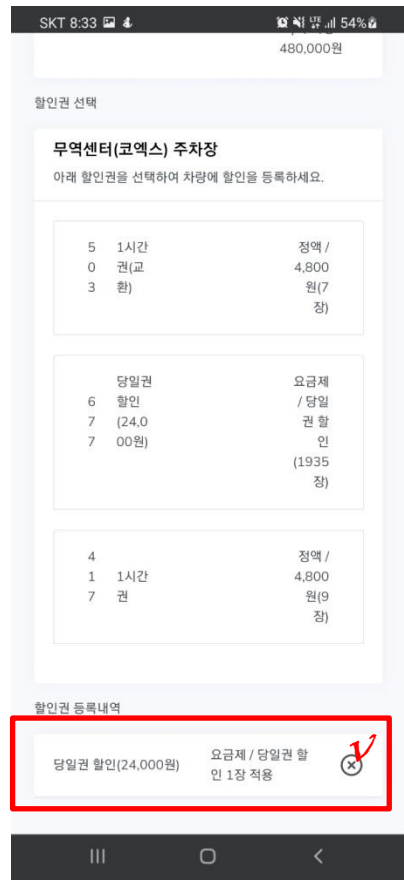 SKT 8:33 LTE 54%
480,000원
할인권 선택
무역센터(코엑스) 주차장
아래 할인권을 선택하여 차량에 할인을 등록하세요.
5 1시간 정액 /
0 권(교 4,800
3 환) 원(7
장)
당일권 요금제
6 할인 / 당일
7 (24,0 권 할
7 00원) 인
(1935
장)
4 정액 /
1 1시간 4,800
7 권 원(9
장)
할인권 등록내역
당일권 할인(24,000원)
요금제 / 당일권 할
인 1장 적용
V